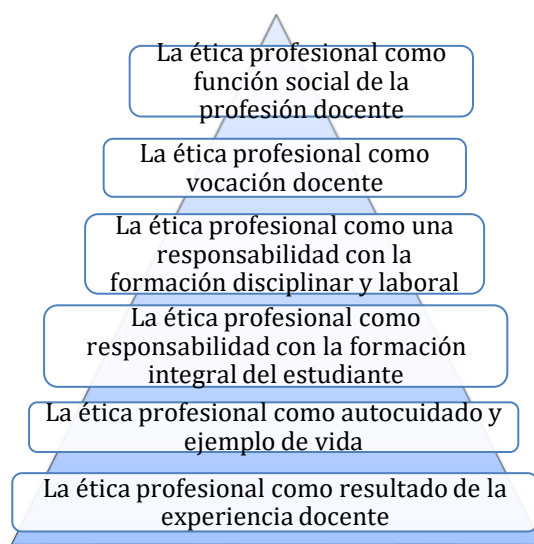 La ética profesional como
función social de la
profesión docente
La ética profesional como
vocación docente
La ética profesional como una
responsabilidad con la
formación disciplinar y laboral
La ética profesional como
responsabilidad con la formación
integral del estudiante
La ética profesional como autocuidado y
ejemplo de vida
La ética profesional como resultado de la
experiencia docente